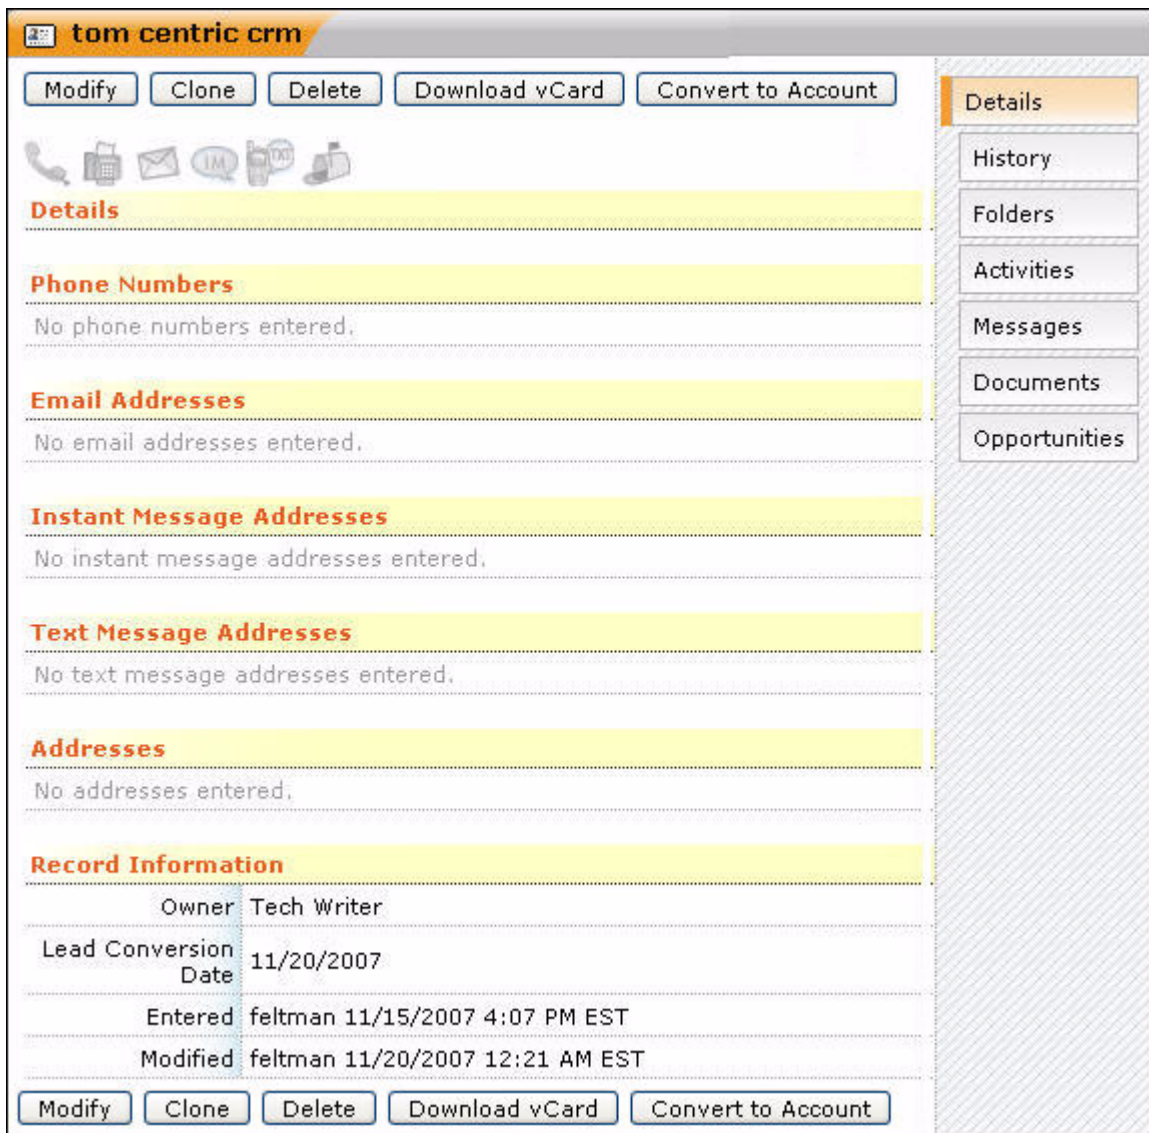 tom centric crm
Modify Clone Delete Download vCard Convert to Account
IM TXT
Details
Phone Numbers
No phone numbers entered.
Email Addresses
No email addresses entered.
Instant Message Addresses
No instant message addresses entered.
Text Message Addresses
No text message addresses entered.
Addresses
No addresses entered.
Record Information
Owner Tech Writer
Lead Conversion
Date 11/20/2007
Entered feltman 11/15/2007 4:07 PM EST
Modified feltman 11/20/2007 12:21 AM EST
Modify Clone Delete Download vCard Convert to Account
Details
History
Folders
Activities
Messages
Documents
Opportunities